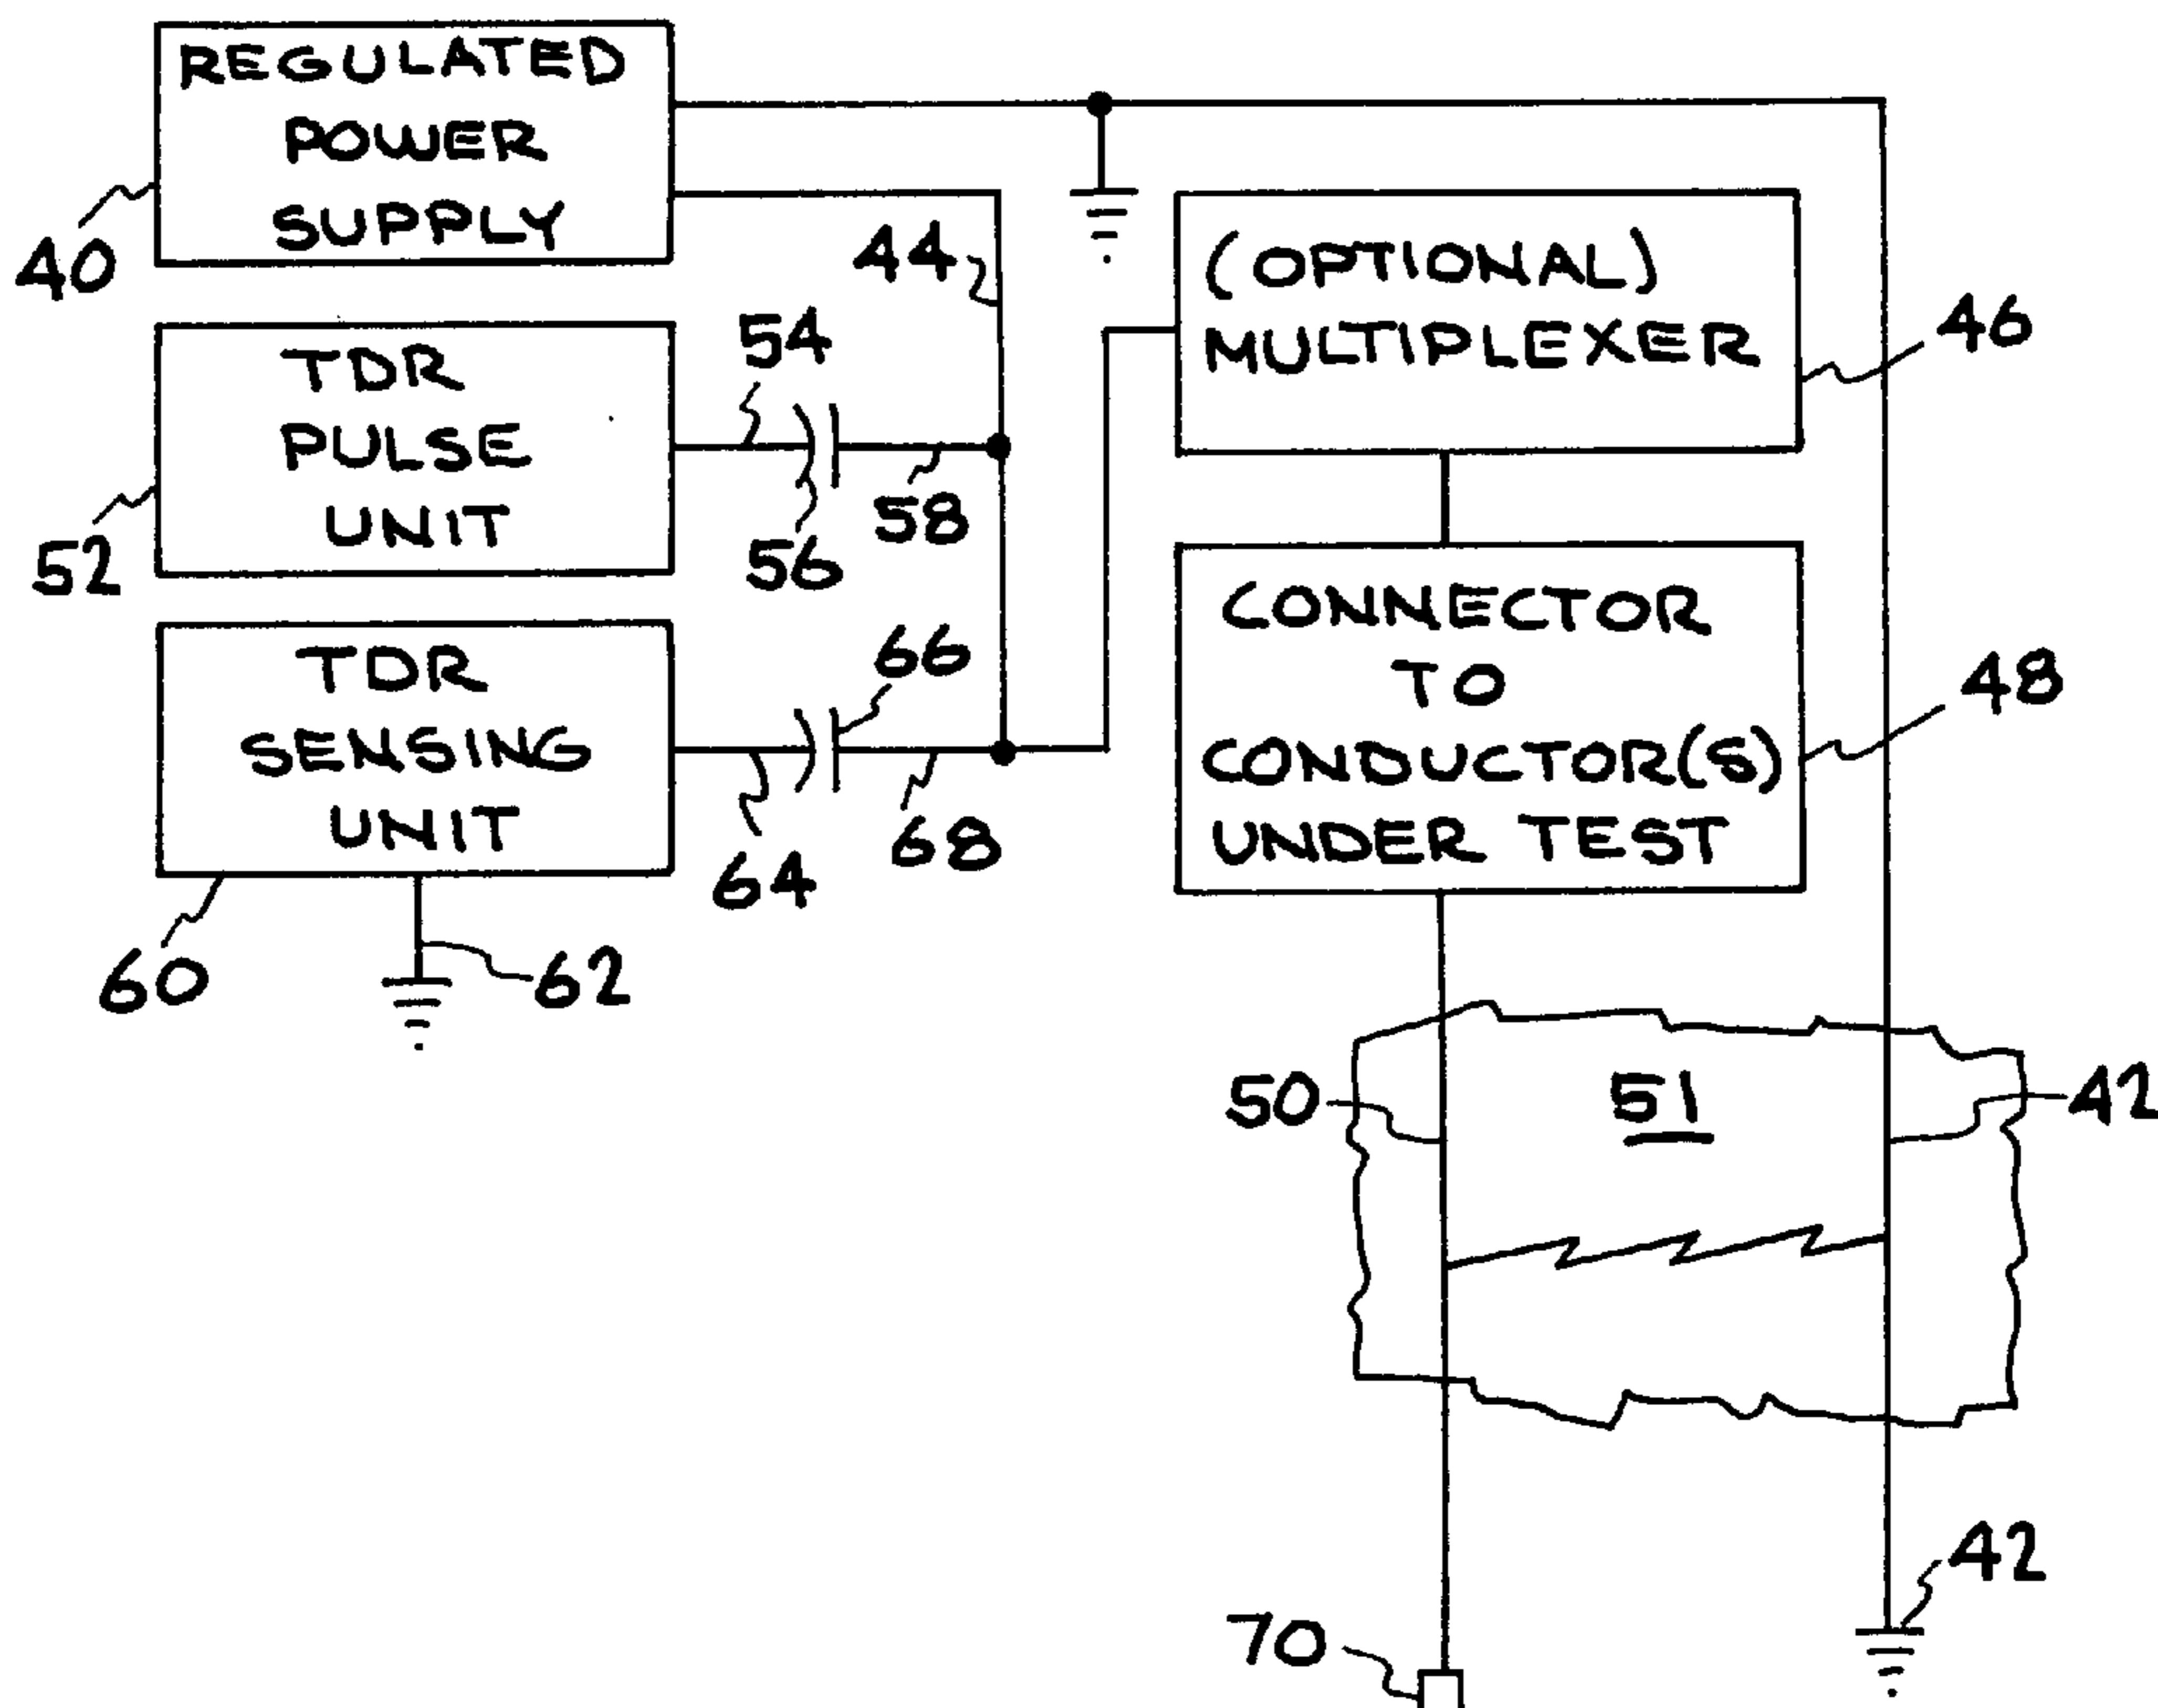 REGULATED
POWER
SUPPLY
40
44
(OPTIONAL)
MULTIPLEXER
46
TDR
PULSE
UNIT
52
54
56
58
TDR
SENSING
UNIT
60
62
64
66
68
CONNECTOR
TO
CONDUCTOR(S)
UNDER TEST
48
50
51
42
42
70